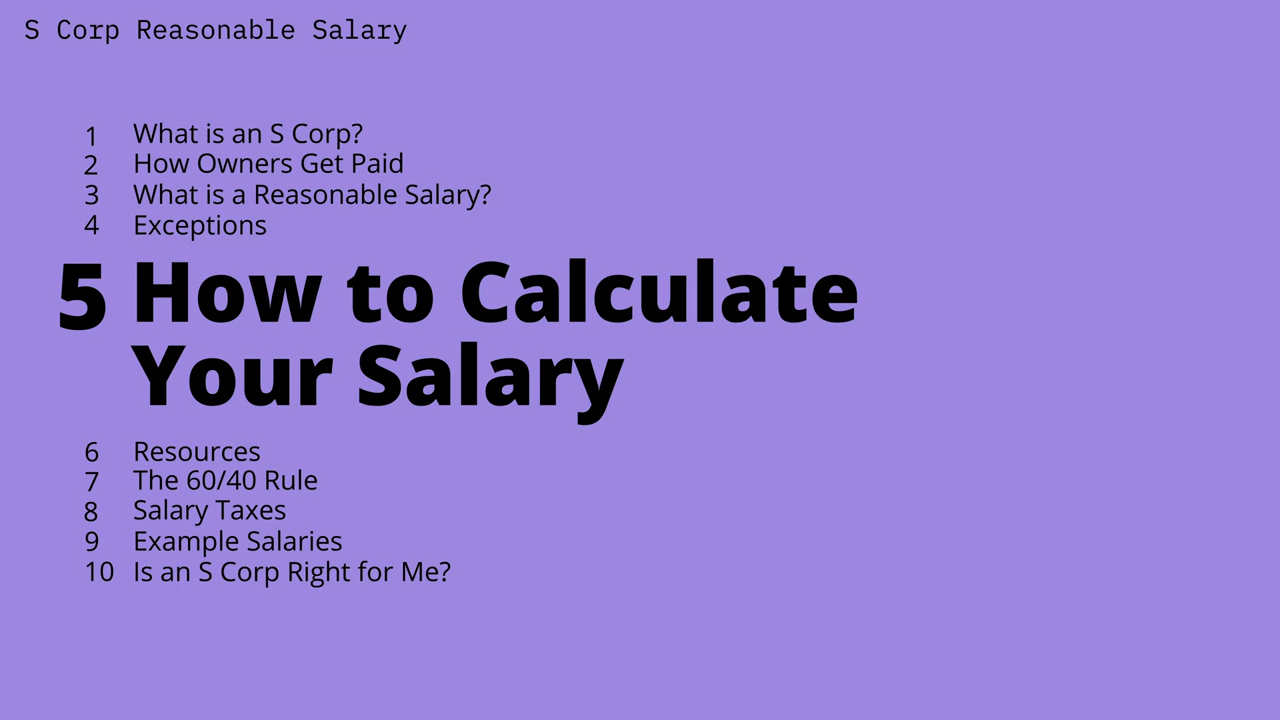 S Corp Reasonable Salary
1 What is an S Corp?
2 How Owners Get Paid
3 What is a Reasonable Salary?
4 Exceptions
5 How to Calculate
Your Salary
6 Resources
7 The 60/40 Rule
8 Salary Taxes
9 Example Salaries
10 Is an S Corp Right for Me?